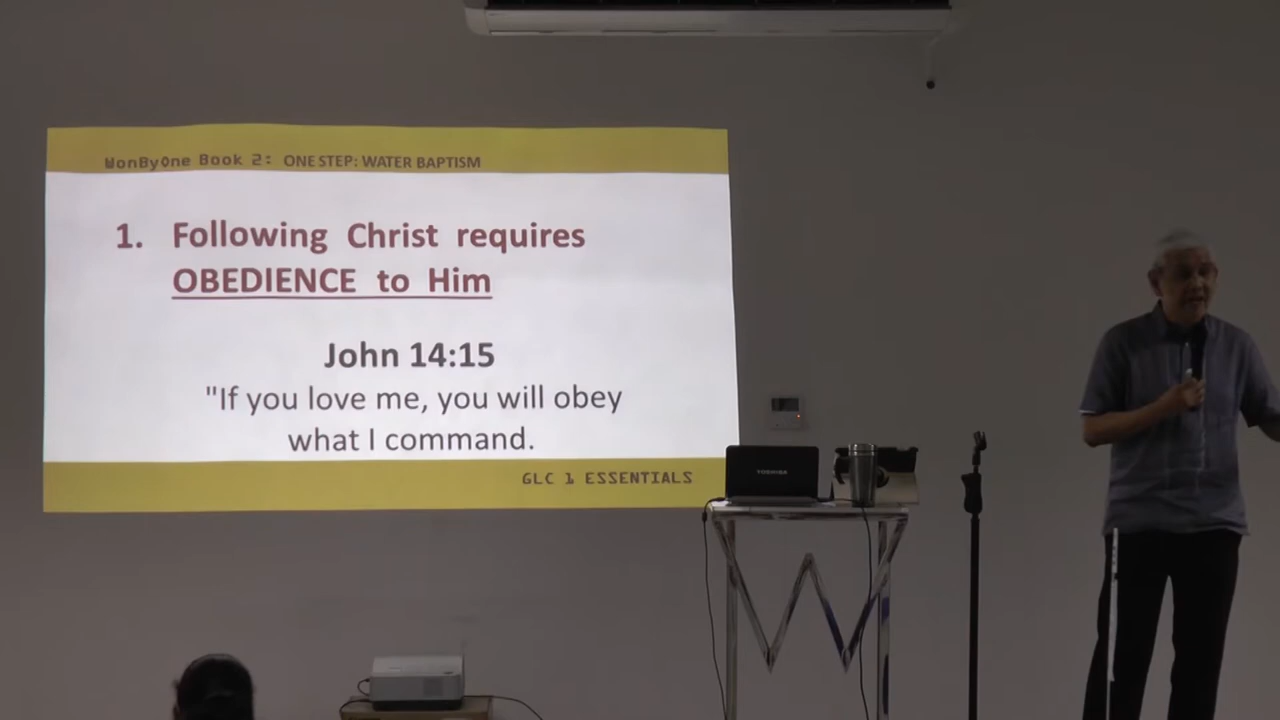 WonByOne Book 2: ONE STEP: WATER BAPTISM
1. Following Christ requires
OBEDIENCE to Him
John 14:15
"If you love me, you will obey
what I command.
GLC 1 ESSENTIALS
TOSHIBA